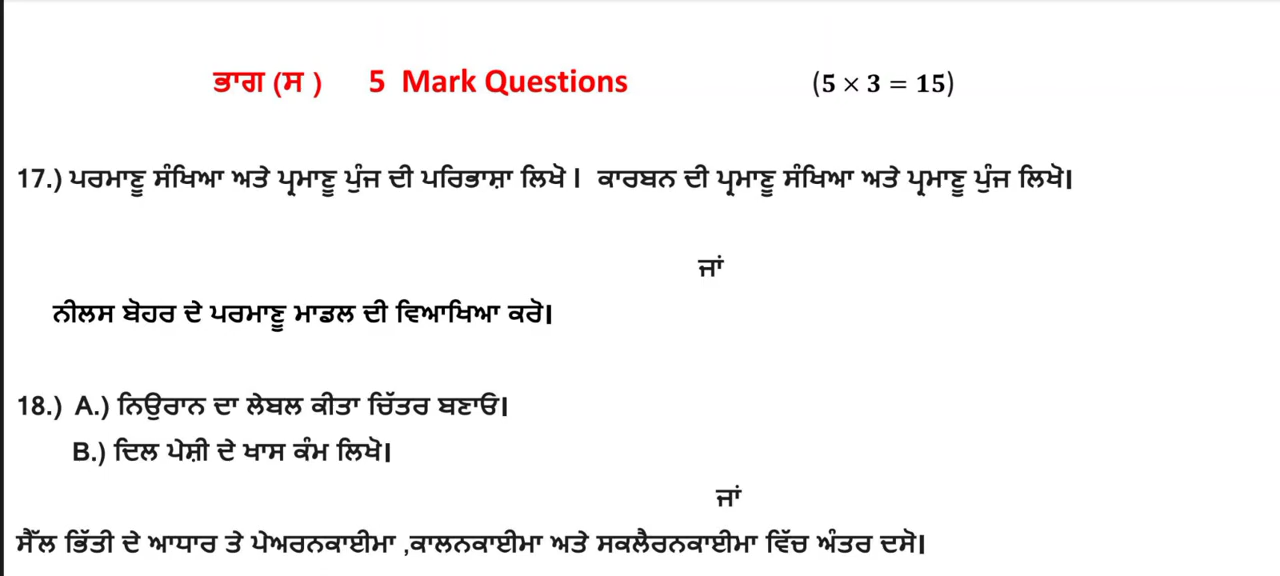 ਭਾਗ (ਸ ) 5 Mark Questions (5 × 3 = 15)
17.) ਪਰਮਾਣੂ ਸੰਖਿਆ ਅਤੇ ਪ੍ਰਮਾਣੂ ਪੁੰਜ ਦੀ ਪਰਿਭਾਸ਼ਾ ਲਿਖੋ। ਕਾਰਬਨ ਦੀ ਪ੍ਰਮਾਣੂ ਸੰਖਿਆ ਅਤੇ ਪ੍ਰਮਾਣੂ ਪੁੰਜ ਲਿਖੋ।
ਜਾਂ
ਨੀਲਸ ਬੋਹਰ ਦੇ ਪਰਮਾਣੂ ਮਾਡਲ ਦੀ ਵਿਆਖਿਆ ਕਰੋ।
18.) A.) ਨਿਉਰਾਨ ਦਾ ਲੇਬਲ ਕੀਤਾ ਚਿੱਤਰ ਬਣਾਓ।
B.) ਦਿਲ ਪੇਸ਼ੀ ਦੇ ਖਾਸ ਕੰਮ ਲਿਖੋ।
ਜਾਂ
ਸੈੱਲ ਭਿੱਤੀ ਦੇ ਆਧਾਰ ਤੇ ਪੇਅਰਨਕਾਈਮਾ ,ਕਾਲਨਕਾਈਮਾ ਅਤੇ ਸਕਲੈਰਨਕਾਈਮਾ ਵਿੱਚ ਅੰਤਰ ਦਸੋ।